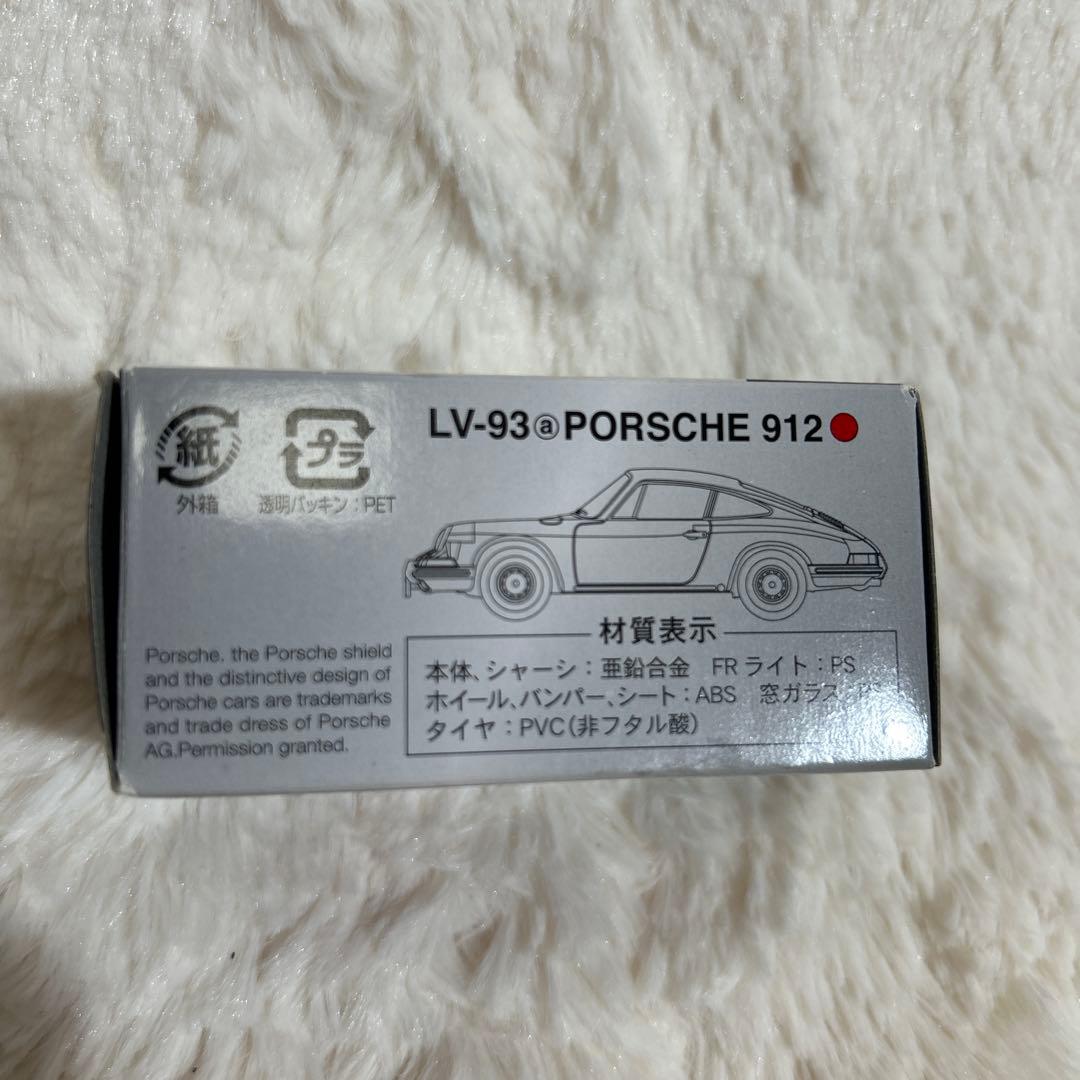 LV-93ⓐPORSCHE 912
紙
外箱
プラ
透明パッキン：PET
Porsche. the Porsche shield
and the distinctive design of
Porsche cars are trademarks
and trade dress of Porsche
AG.Permission granted.
材質表示
本体、シャーシ：亜鉛合金 FRライト：PS
ホイール、バンパー、シート：ABS 窓ガラス：PS
タイヤ：PVC（非フタル酸）